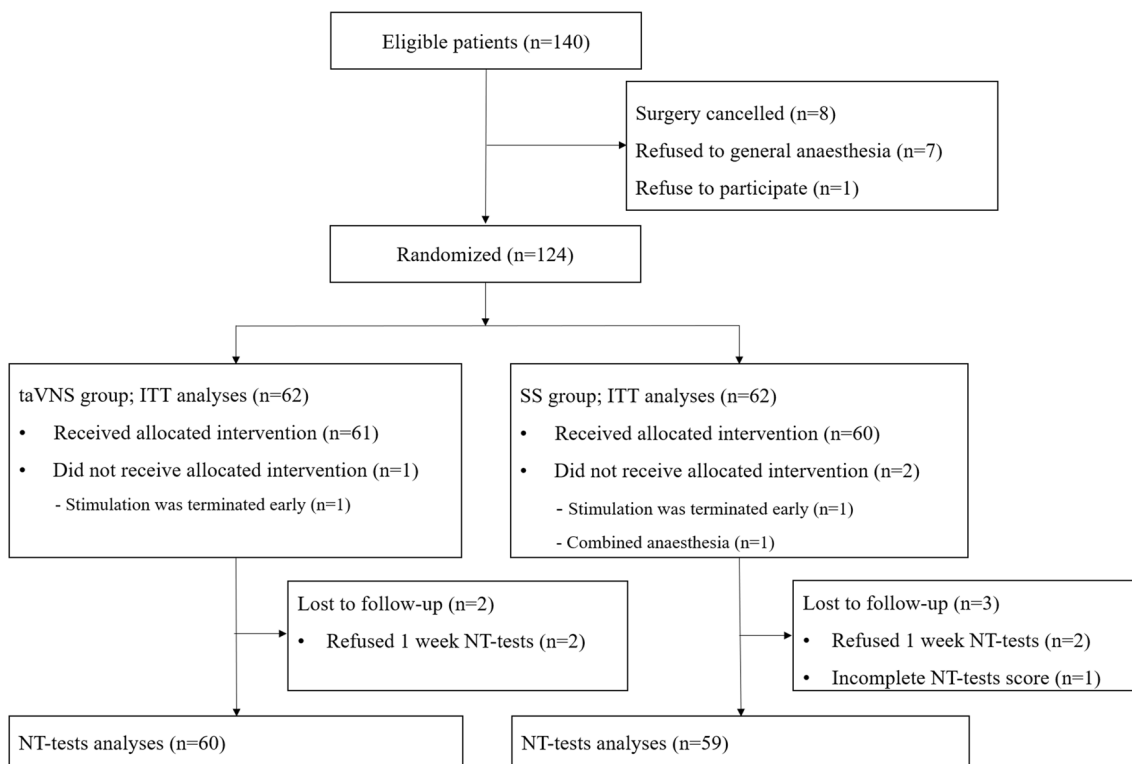 Eligible patients (n=140)
Surgery cancelled (n=8)
Refused to general anaesthesia (n=7)
Refuse to participate (n=1)
Randomized (n=124)
taVNS group; ITT analyses (n=62)
• Received allocated intervention (n=61)
• Did not receive allocated intervention (n=1)
- Stimulation was terminated early (n=1)
SS group; ITT analyses (n=62)
• Received allocated intervention (n=60)
• Did not receive allocated intervention (n=2)
- Stimulation was terminated early (n=1)
- Combined anaesthesia (n=1)
Lost to follow-up (n=2)
• Refused 1 week NT-tests (n=2)
Lost to follow-up (n=3)
• Refused 1 week NT-tests (n=2)
• Incomplete NT-tests score (n=1)
NT-tests analyses (n=60)
NT-tests analyses (n=59)